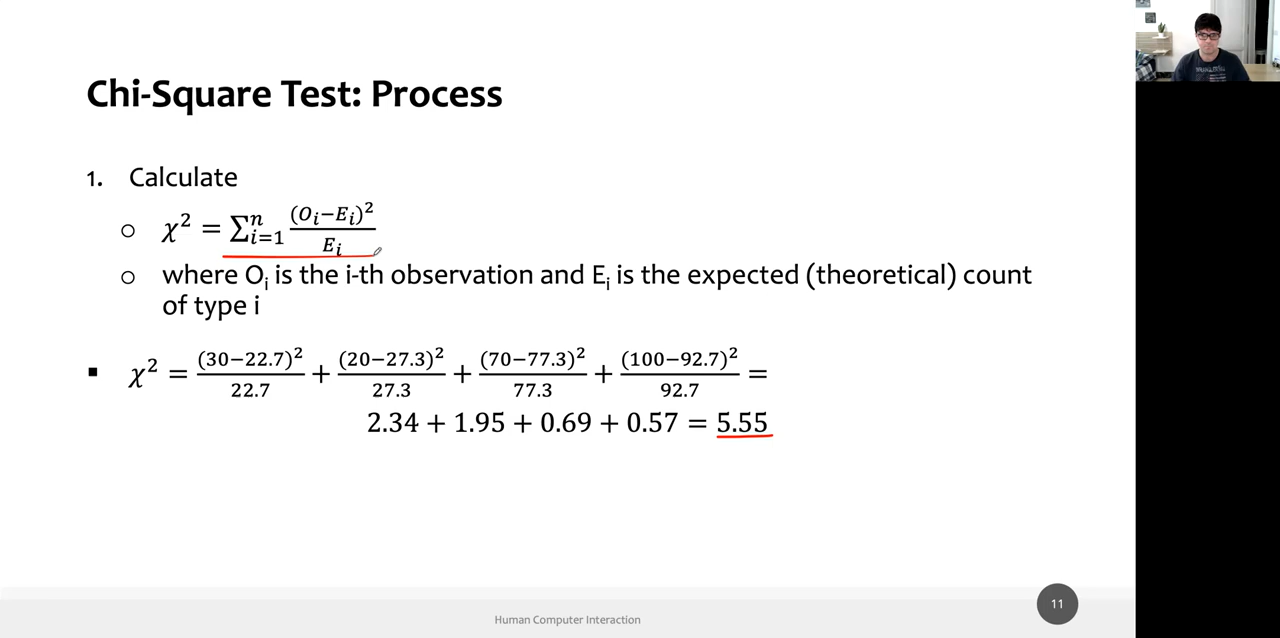 Chi-Square Test: Process
1. Calculate
○ χ² = ∑ⁿᵢ₌₁ (Oᵢ−Eᵢ)²/Eᵢ
○ where Oᵢ is the i-th observation and Eᵢ is the expected (theoretical) count
of type i
▪ χ² = (30−22.7)²/22.7 + (20−27.3)²/27.3 + (70−77.3)²/77.3 + (100−92.7)²/92.7 =
2.34 + 1.95 + 0.69 + 0.57 = 5.55
11
Human Computer Interaction